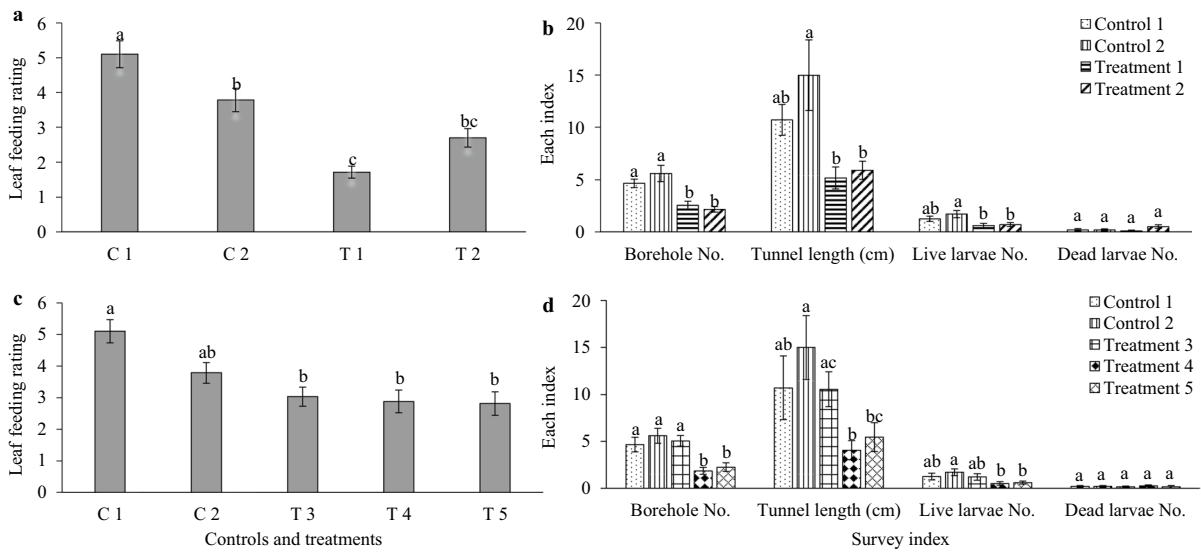 a
Leaf feeding rating
6
5
4
3
2
1
0
a
b
c
bc
C 1
C 2
T 1
T 2
b
Each index
20
15
10
5
0
a
a
b
b
ab
a
b
b
ab
a
b
b
a
a
a
a
Borehole No.
Tunnel length (cm)
Live larvae No.
Dead larvae No.
Control 1
Control 2
Treatment 1
Treatment 2
c
Leaf feeding rating
6
5
4
3
2
1
0
a
ab
b
b
b
C 1
C 2
T 3
T 4
T 5
Controls and treatments
d
Each index
20
15
10
5
0
a
a
a
b
b
ab
a
ac
b
bc
ab
a
ab
b
b
a
a
a
a
a
Borehole No.
Tunnel length (cm)
Live larvae No.
Dead larvae No.
Survey index
Control 1
Control 2
Treatment 3
Treatment 4
Treatment 5